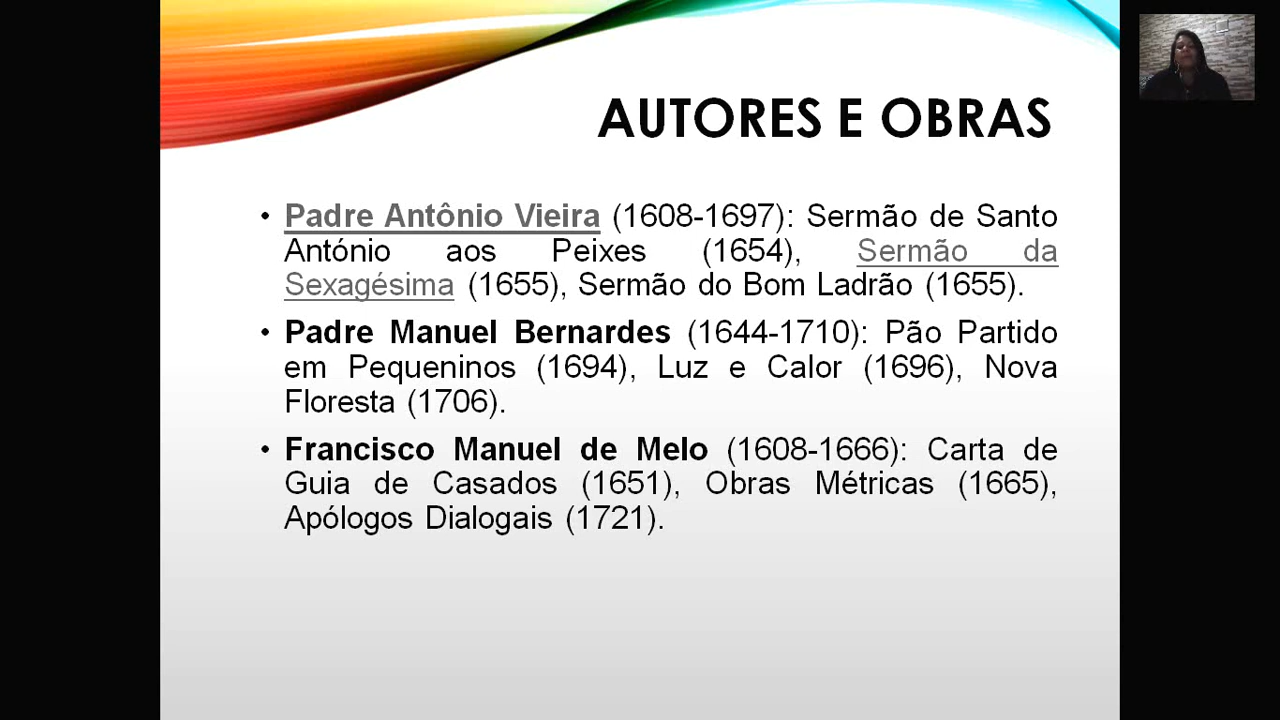 AUTORES E OBRAS
• Padre Antônio Vieira (1608-1697): Sermão de Santo
António aos Peixes (1654), Sermão da
Sexagésima (1655), Sermão do Bom Ladrão (1655).
• Padre Manuel Bernardes (1644-1710): Pão Partido
em Pequeninos (1694), Luz e Calor (1696), Nova
Floresta (1706).
• Francisco Manuel de Melo (1608-1666): Carta de
Guia de Casados (1651), Obras Métricas (1665),
Apólogos Dialogais (1721).